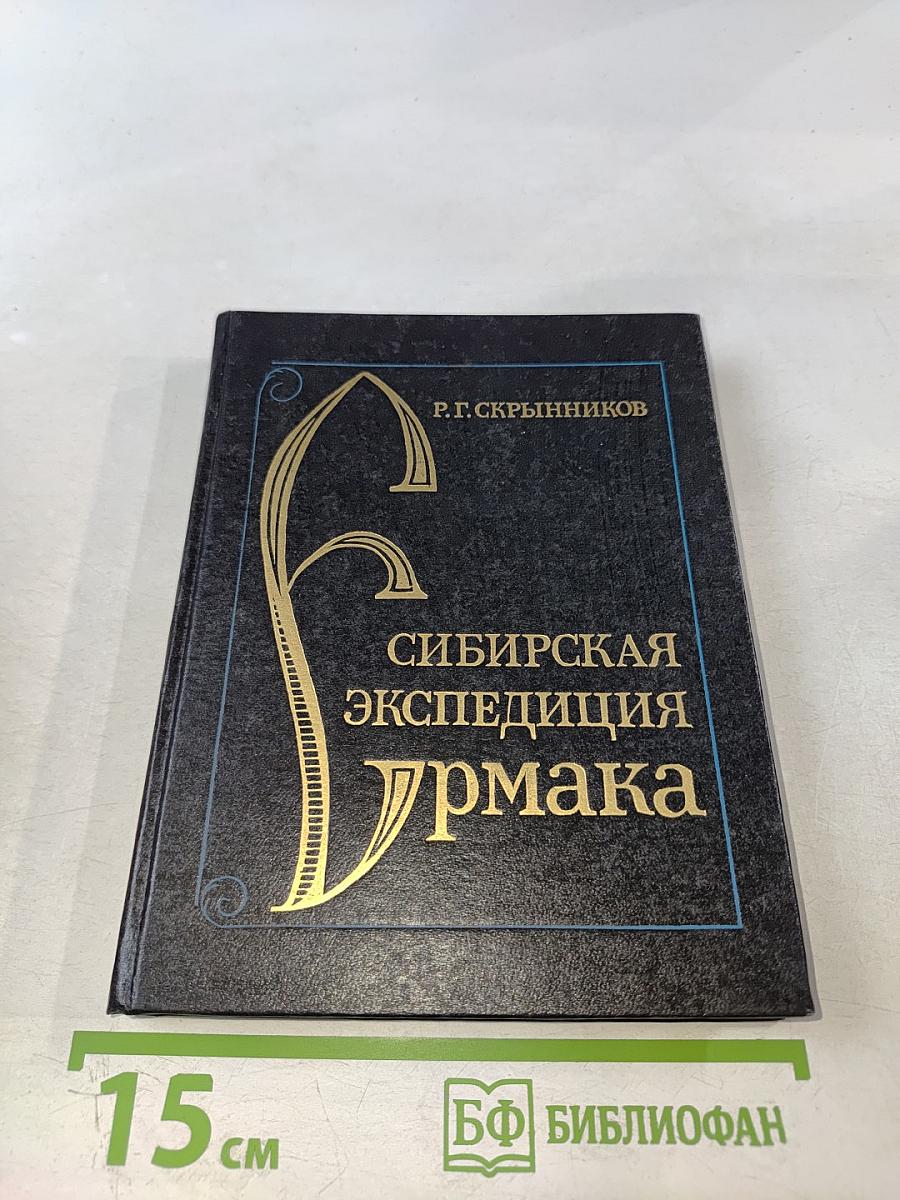 Р. Г. СКРЫННИКОВ
СИБИРСКАЯ
ЭКСПЕДИЦИЯ
Ермака
15 см
БФ БИБЛИОФАН